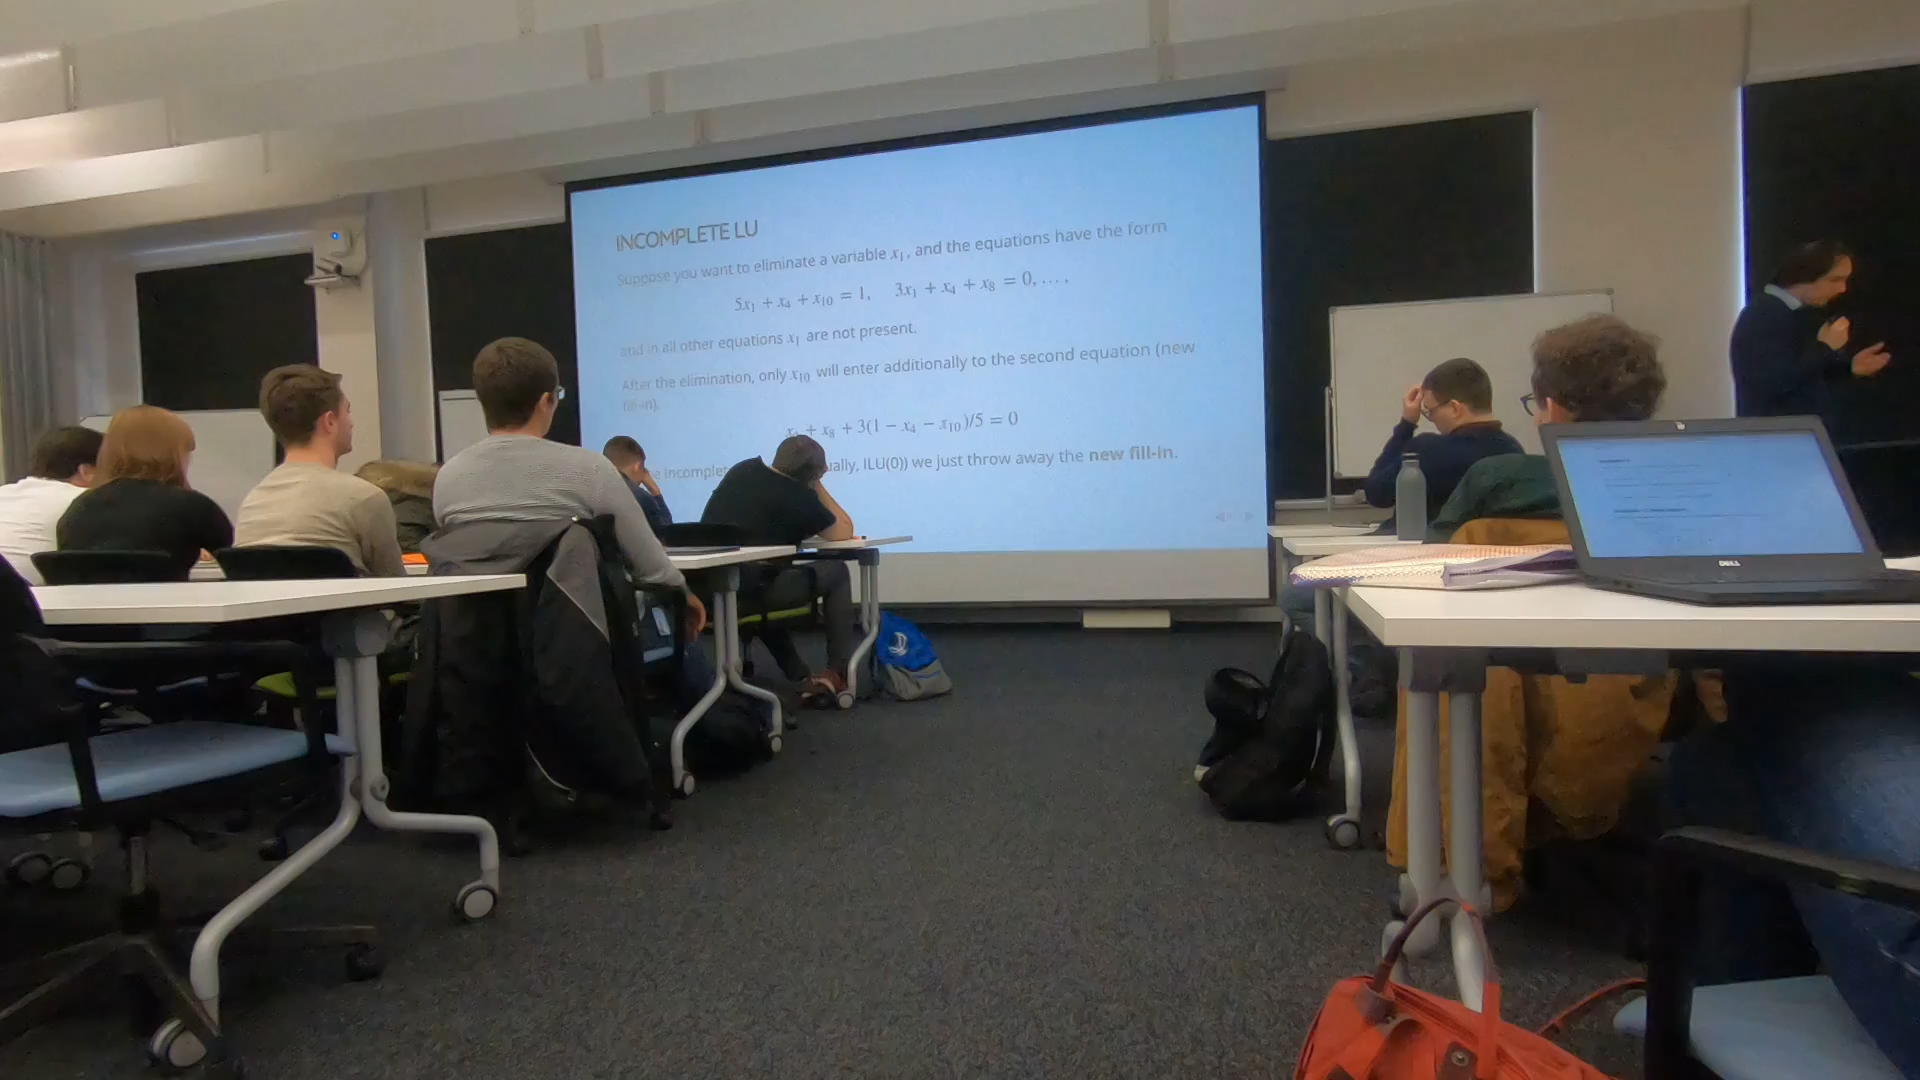 INCOMPLETE LU
Suppose you want to eliminate a variable x₁, and the equations have the form
5x₁ + x₄ + x₁₀ = 1, 3x₁ + x₄ + x₈ = 0, … ,
and in all other equations x₁ are not present.
After the elimination, only x₁₀ will enter additionally to the second equation (new
fill-in).
x₄ + x₈ + 3(1 − x₄ − x₁₀)/5 = 0
ILU(0)) we just throw away the new fill-in.
DELL